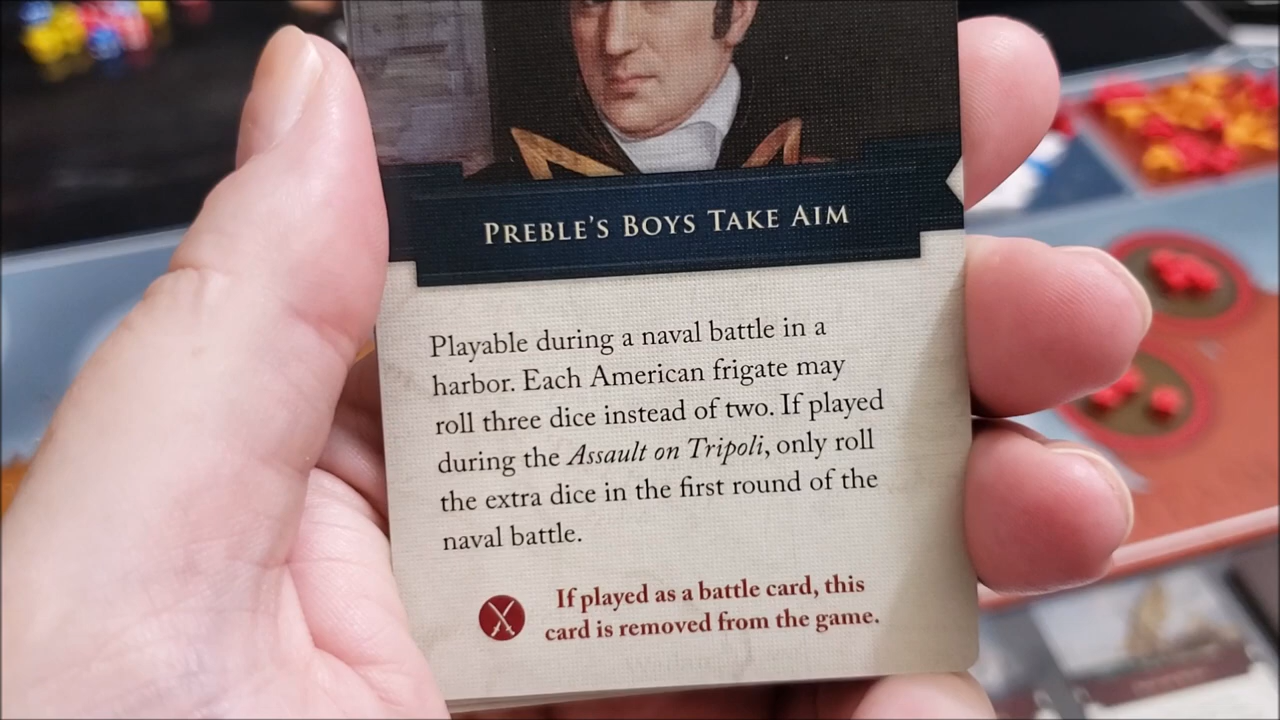 PREBLE'S BOYS TAKE AIM
Playable during a naval battle in a
harbor. Each American frigate may
roll three dice instead of two. If played
during the Assault on Tripoli, only roll
the extra dice in the first round of the
naval battle.
If played as a battle card, this
card is removed from the game.